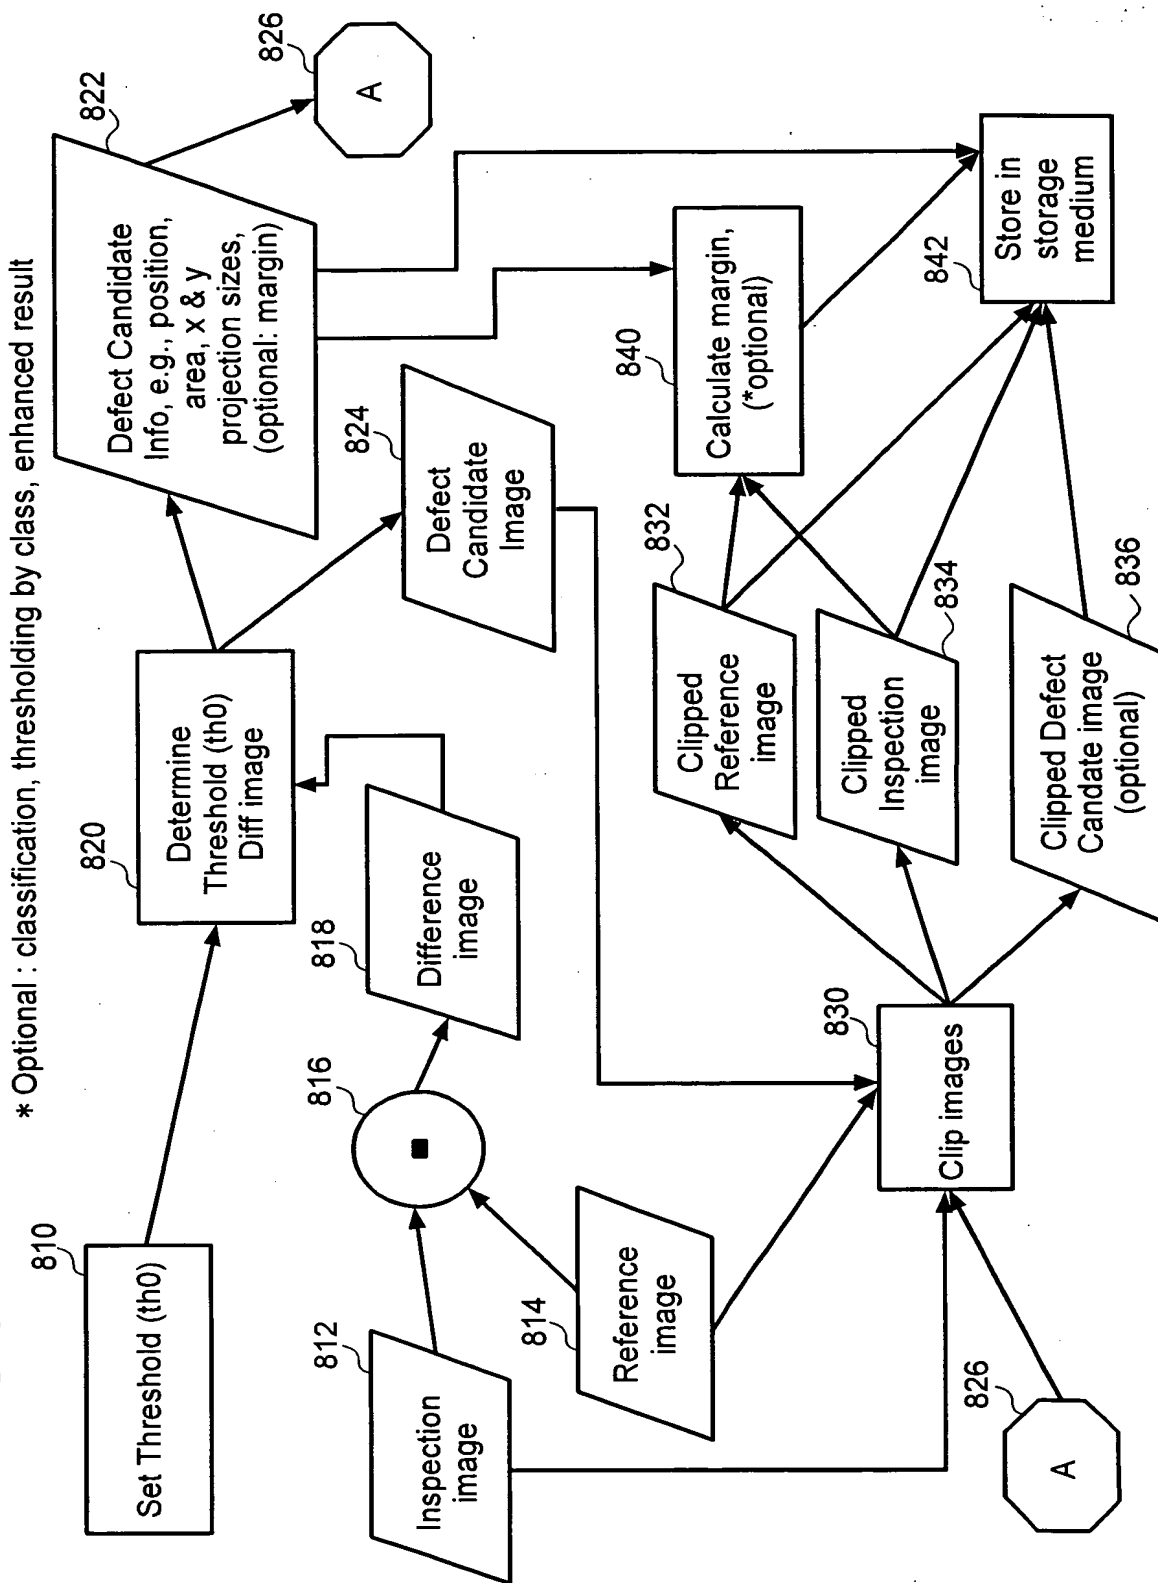 * Optional : classification, thresholding by class, enhanced result
810
Set Threshold (th0)
820
Determine
Threshold (th0)
Diff image
822
Defect Candidate
Info, e.g., position,
area, x & y
projection sizes,
(optional: margin)
826
A
812
Inspection
image
816
818
Difference
image
824
Defect
Candidate
Image
814
Reference
image
832
Clipped
Reference
image
840
Calculate margin,
(*optional)
834
Clipped
Inspection
image
842
Store in
storage
medium
826
A
830
Clip images
836
Clipped Defect
Candate image
(optional)